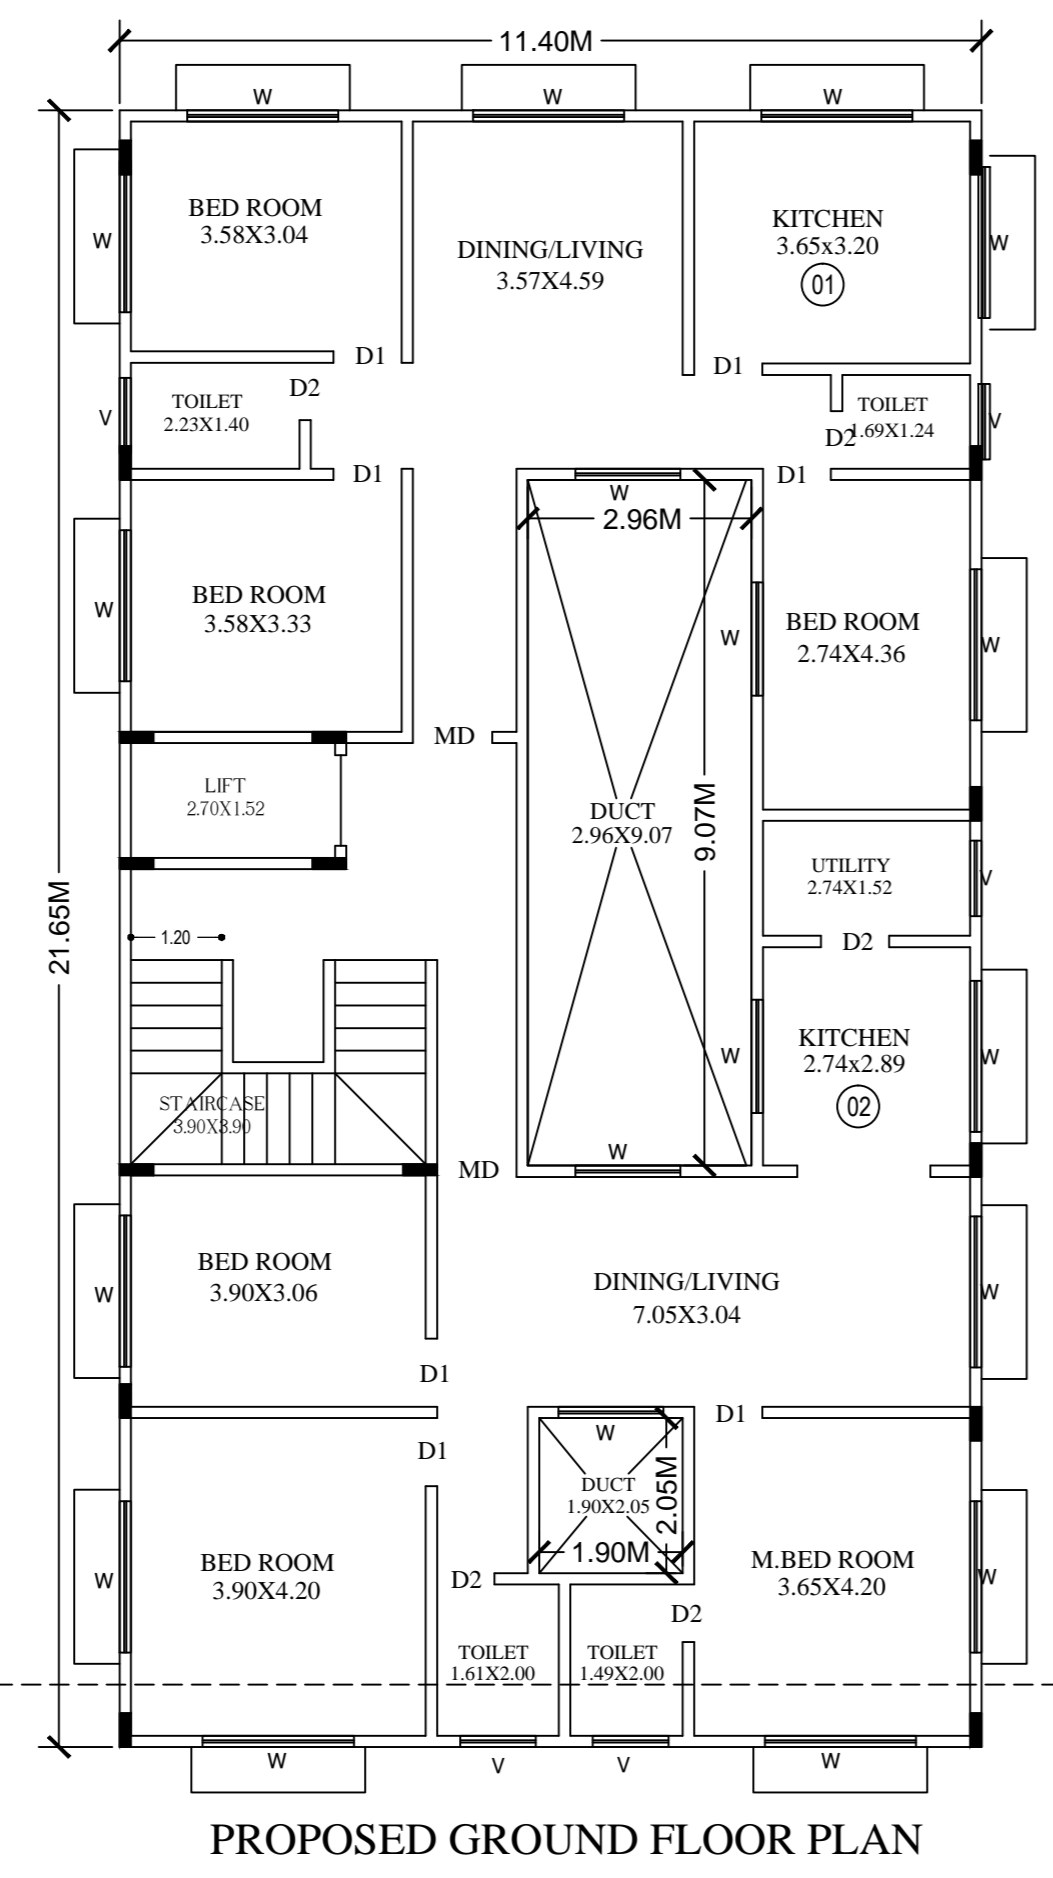 11.40M
W
W
W
BED ROOM
3.58X3.04
DINING/LIVING
3.57X4.59
KITCHEN
3.65x3.20
01
W
W
D1
D1
D2
TOILET
2.23X1.40
V
TOILET
1.69X1.24
D2
V
D1
D1
W
2.96M
BED ROOM
3.58X3.33
W
BED ROOM
2.74X4.36
W
W
MD
LIFT
2.70X1.52
DUCT
2.96X9.07
9.07M
UTILITY
2.74X1.52
V
21.65M
1.20
D2
KITCHEN
2.74x2.89
02
W
W
STAIRCASE
3.90X3.90
W
MD
BED ROOM
3.90X3.06
W
DINING/LIVING
7.05X3.04
W
D1
D1
D1
W
DUCT
1.90X2.05
2.05M
1.90M
BED ROOM
3.90X4.20
W
M.BED ROOM
3.65X4.20
W
D2
D2
TOILET
1.61X2.00
TOILET
1.49X2.00
W
V
V
W
PROPOSED GROUND FLOOR PLAN